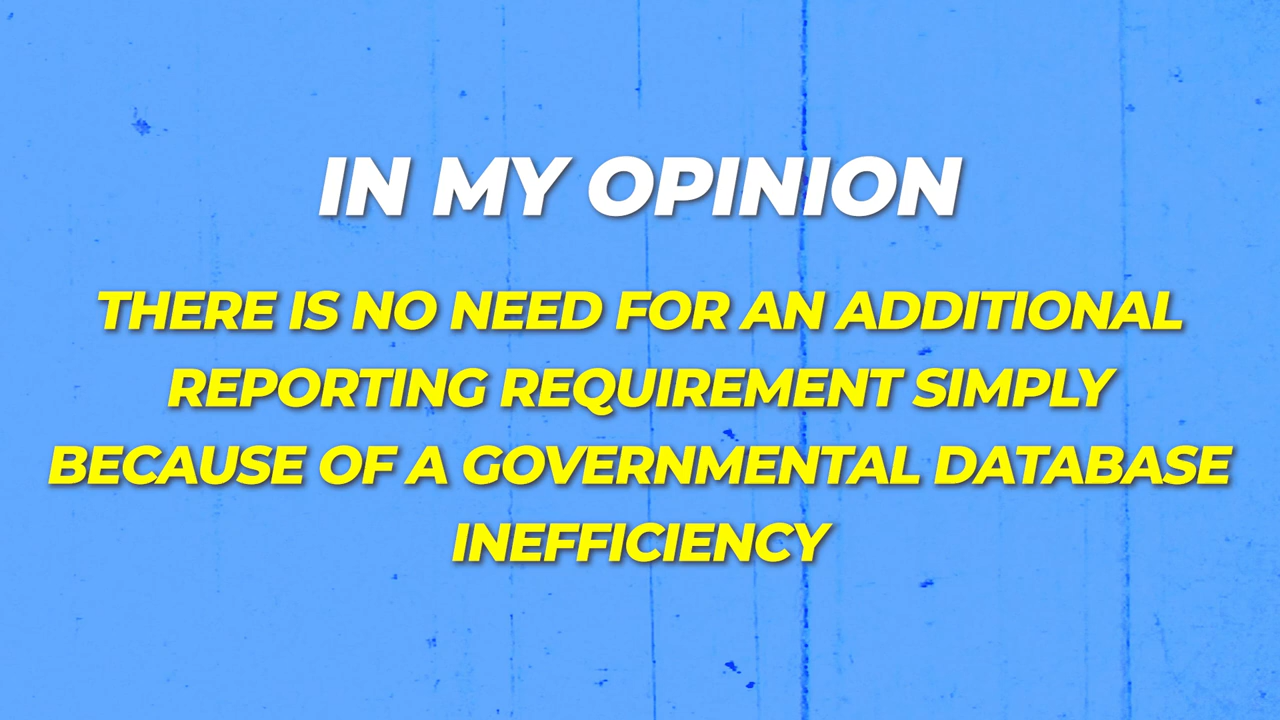 IN MY OPINION
THERE IS NO NEED FOR AN ADDITIONAL
REPORTING REQUIREMENT SIMPLY
BECAUSE OF A GOVERNMENTAL DATABASE
INEFFICIENCY